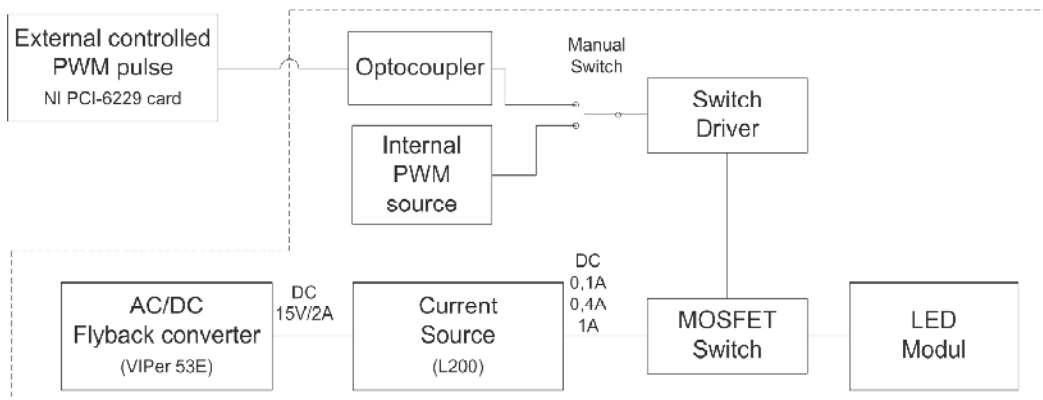 External controlled
PWM pulse
NI PCI-6229 card
Optocoupler
Manual
Switch
Switch
Driver
Internal
PWM
source
AC/DC
Flyback converter
(VIPer 53E)
DC
15V/2A
Current
Source
(L200)
DC
0,1A
0,4A
1A
MOSFET
Switch
LED
Modul